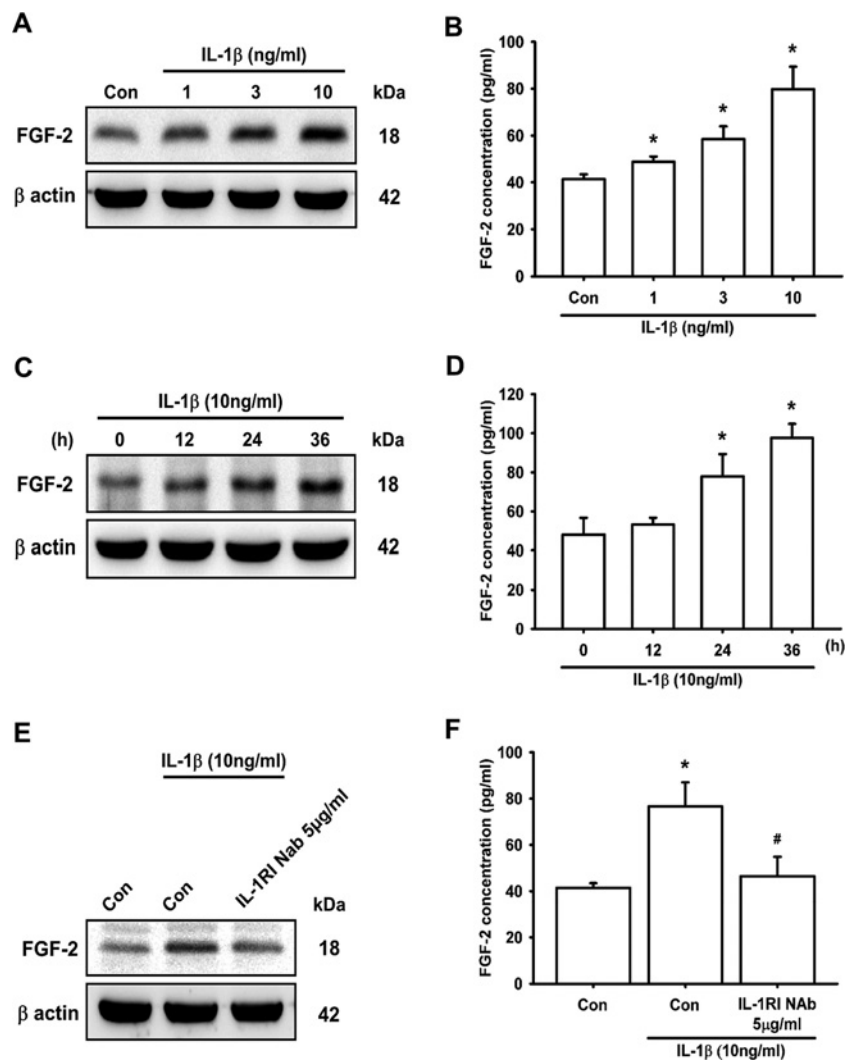 A
IL-1β (ng/ml)
Con 1 3 10 kDa
FGF-2 18
β actin 42
B
FGF-2 concentration (pg/ml)
100
80
60
40
20
0
* * *
Con 1 3 10
IL-1β (ng/ml)
C
IL-1β (10ng/ml)
(h) 0 12 24 36 kDa
FGF-2 18
β actin 42
D
FGF-2 concentration (pg/ml)
120
100
80
60
40
20
0
* *
0 12 24 36 (h)
IL-1β (10ng/ml)
E
IL-1β (10ng/ml)
Con Con IL-1RI Nab 5μg/ml
kDa
FGF-2 18
β actin 42
F
FGF-2 concentration (pg/ml)
100
80
60
40
20
0
* #
Con Con IL-1RI NAb
5μg/ml
IL-1β (10ng/ml)